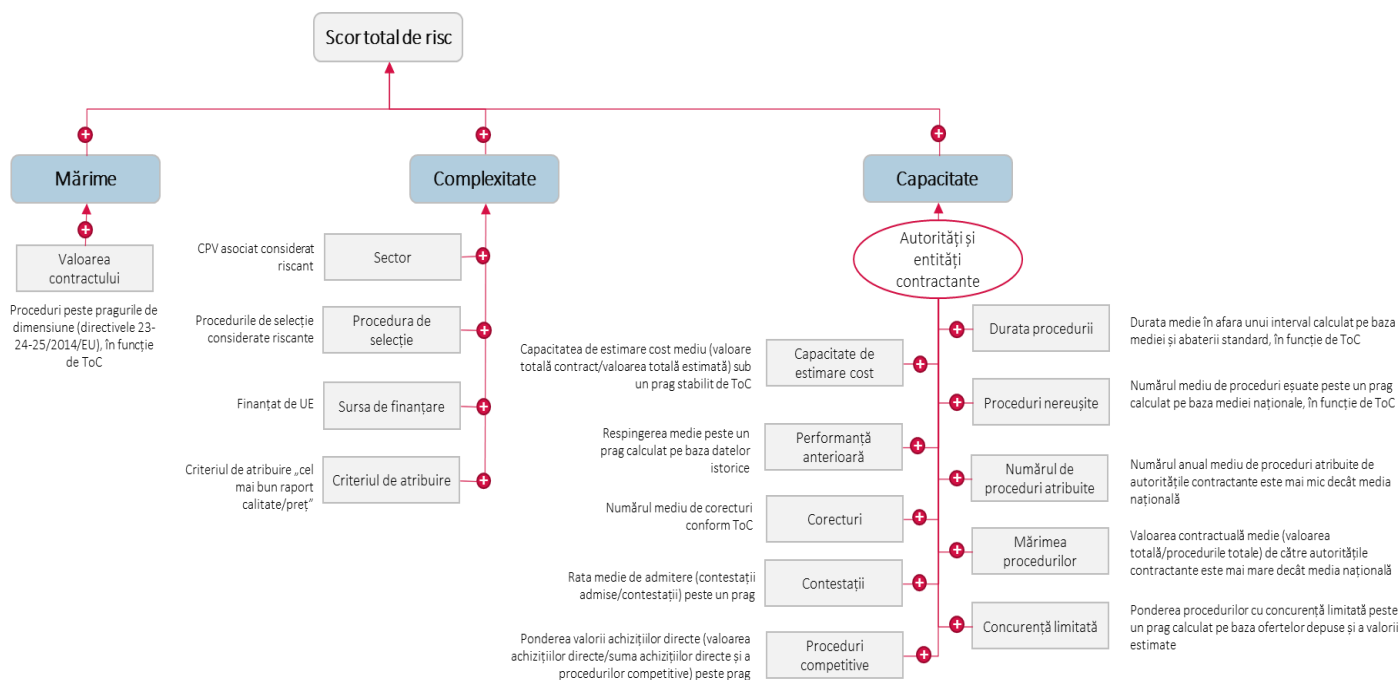 Scor total de risc
Mărime
Complexitate
Capacitate
Valoarea
contractului
Proceduri peste pragurile de
dimensiune (directivele 23-
24-25/2014/EU), în funcție
de ToC
CPV asociat considerat
riscant
Sector
Procedurile de selecție
considerate riscante
Procedura de
selecție
Finanțat de UE
Sursa de finanțare
Criteriul de atribuire „cel
mai bun raport
calitate/preț”
Criteriul de atribuire
Autorități și
entități
contractante
Capacitatea de estimare cost mediu (valoare
totală contract/valoarea totală estimată) sub
un prag stabilit de ToC
Capacitate de
estimare cost
Respingerea medie peste un
prag calculat pe baza datelor
istorice
Performanță
anterioară
Numărul mediu de corecturi
conform ToC
Corecturi
Rata medie de admitere (contestații
admise/contestații) peste un prag
Contestații
Ponderea valorii achizițiilor directe (valoarea
achizițiilor directe/suma achizițiilor directe și a
procedurilor competitive) peste prag
Proceduri
competitive
Durata procedurii
Durata medie în afara unui interval calculat pe baza
mediei și abaterii standard, în funcție de ToC
Proceduri nereușite
Numărul mediu de proceduri eșuate peste un prag
calculat pe baza mediei naționale, în funcție de ToC
Numărul de
proceduri atribuite
Numărul anual mediu de proceduri atribuite de
autoritățile contractante este mai mic decât media
națională
Mărimea
procedurilor
Valoarea contractuală medie (valoarea
totală/procedurile totale) de către autoritățile
contractante este mai mare decât media națională
Concurență limitată
Ponderea procedurilor cu concurență limitată peste
un prag calculat pe baza ofertelor depuse și a valorii
estimate